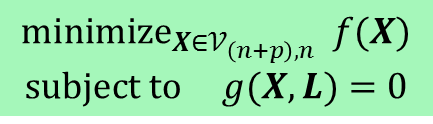 minimize_{X∈𝒱_{(n+p),n}} f(X)
subject to g(X, L) = 0